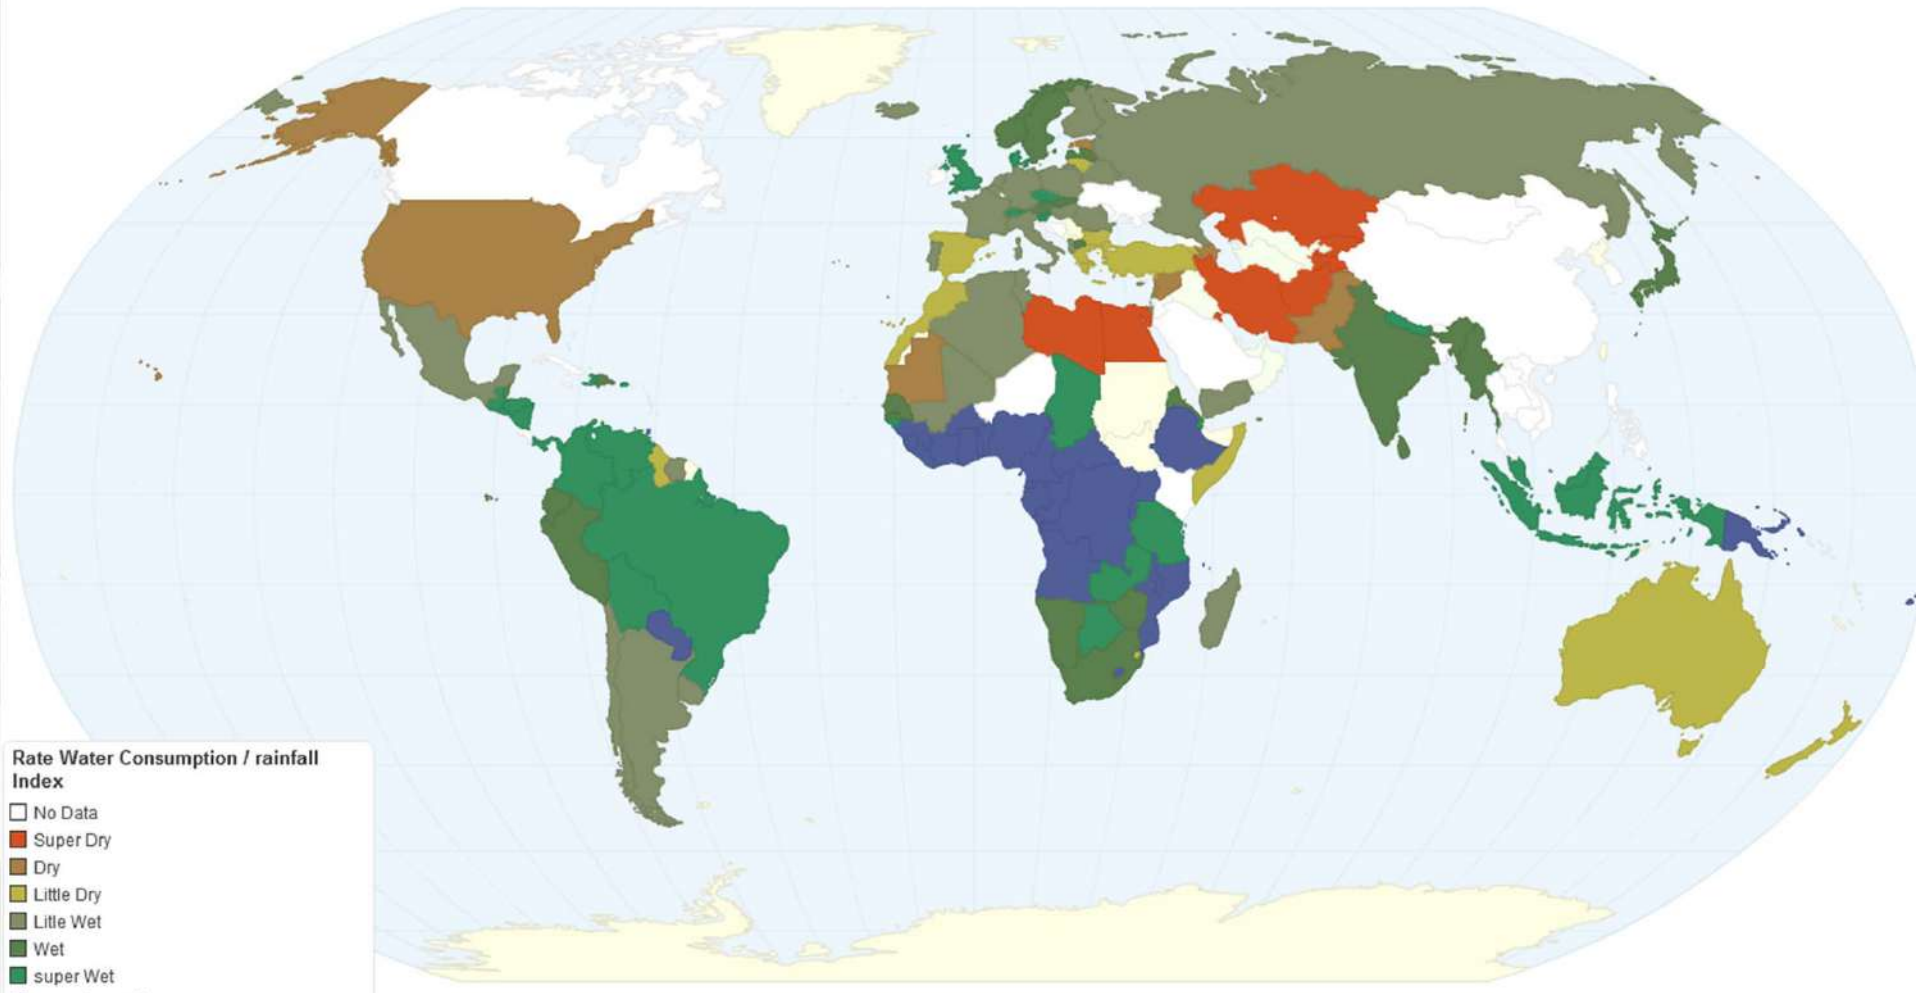 Rate Water Consumption / rainfall
Index
No Data
Super Dry
Dry
Little Dry
Litle Wet
Wet
super Wet